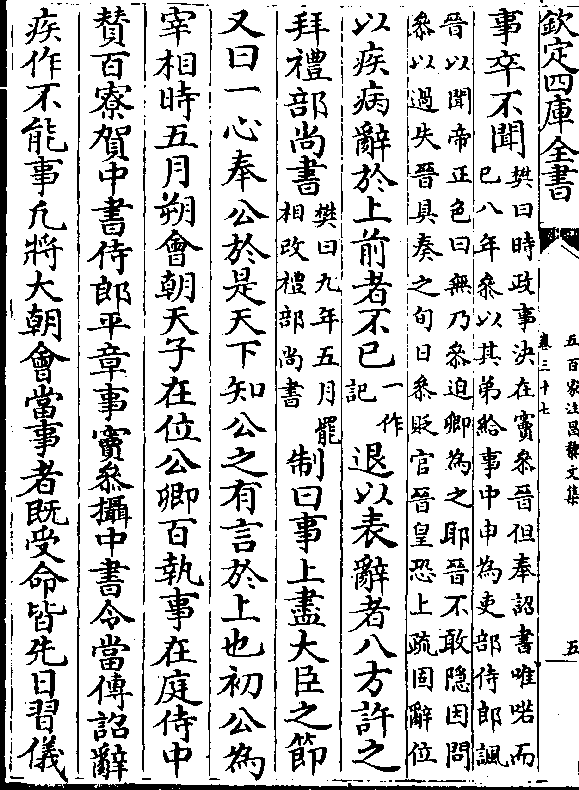 欽定四庫全書
五百家注昌黎文集
卷三十七
五
事卒不聞樊曰時政事決在竇參晉但奉詔書唯喏而
已八年參以其弟給事中申為吏部侍郎諷
晉以聞帝正色曰無乃參迫卿為之耶晉不敢隐因問
參以過失晉具奏之旬日參貶官晉皇恐上疏固辭位
以疾病辭於上前者不已一作記退以表辭者八方許之
拜禮部尚書樊曰九年五月罷相改禮部尚書制曰事上盡大臣之節
又曰一心奉公於是天下知公之有言於上也初公為
宰相時五月朔會朝天子在位公卿百執事在庭侍中
贊百寮賀中書侍郎平章事竇參攝中書令當傳詔辭
疾作不能事凡將大朝會當事者既受命皆先日習儀